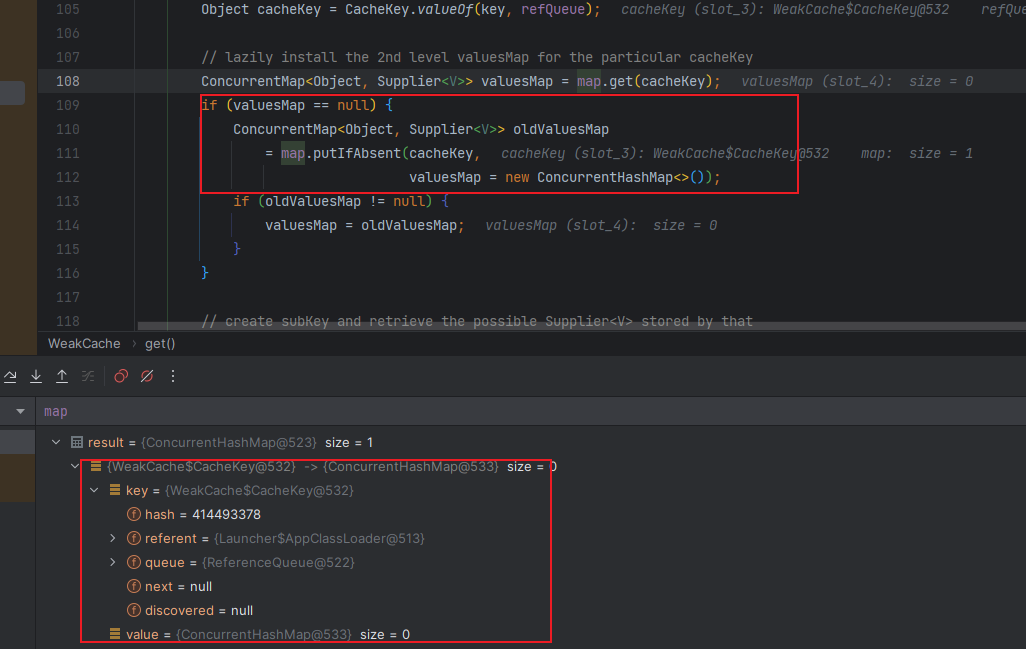 105 Object cacheKey = CacheKey.valueOf(key, refQueue); cacheKey (slot_3): WeakCache$CacheKey@532
106
107 // lazily install the 2nd level valuesMap for the particular cacheKey
108 ConcurrentMap<Object, Supplier<V>> valuesMap = map.get(cacheKey); valuesMap (slot_4): size = 0
109 if (valuesMap == null) {
110 ConcurrentMap<Object, Supplier<V>> oldValuesMap
111 = map.putIfAbsent(cacheKey, cacheKey (slot_3): WeakCache$CacheKey@532 map: size = 1
112 valuesMap = new ConcurrentHashMap<>());
113 if (oldValuesMap != null) {
114 valuesMap = oldValuesMap; valuesMap (slot_4): size = 0
115 }
116 }
117
118 // create subKey and retrieve the possible Supplier<V> stored by that
WeakCache › get()
map
result = {ConcurrentHashMap@523} size = 1
{WeakCache$CacheKey@532} -> {ConcurrentHashMap@533} size = 0
key = {WeakCache$CacheKey@532}
f hash = 414493378
f referent = {Launcher$AppClassLoader@513}
f queue = {ReferenceQueue@522}
f next = null
f discovered = null
value = {ConcurrentHashMap@533} size = 0